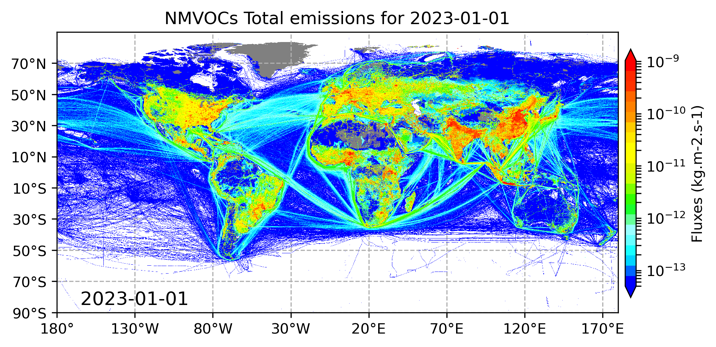 NMVOCs Total emissions for 2023-01-01
70°N
50°N
30°N
10°N
10°S
30°S
50°S
70°S
90°S
2023-01-01
180° 130°W 80°W 30°W 20°E 70°E 120°E 170°E
10⁻⁹
10⁻¹⁰
10⁻¹¹
10⁻¹²
10⁻¹³
Fluxes (kg.m-2.s-1)